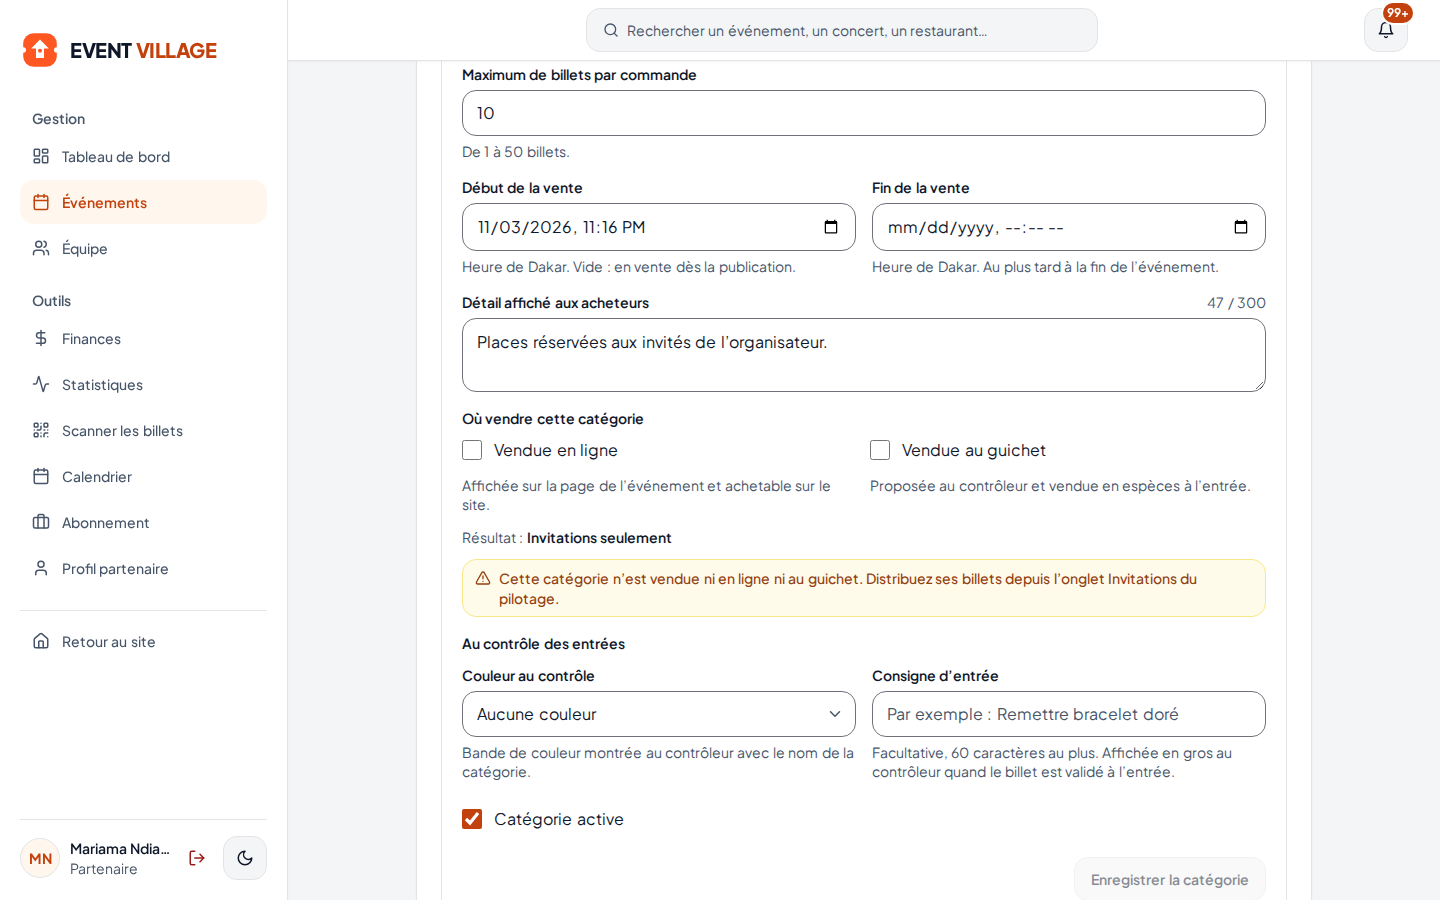 EVENT VILLAGE
Rechercher un événement, un concert, un restaurant…
99+
Gestion
Tableau de bord
Événements
Équipe
Outils
Finances
Statistiques
Scanner les billets
Calendrier
Abonnement
Profil partenaire
Retour au site
MN
Mariama Ndia…
Partenaire
Maximum de billets par commande
10
De 1 à 50 billets.
Début de la vente
Fin de la vente
11/03/2026, 11:16 PM
mm/dd/yyyy, --:-- --
Heure de Dakar. Vide : en vente dès la publication.
Heure de Dakar. Au plus tard à la fin de l’événement.
Détail affiché aux acheteurs
47 / 300
Places réservées aux invités de l’organisateur.
Où vendre cette catégorie
Vendue en ligne
Vendue au guichet
Affichée sur la page de l’événement et achetable sur le
site.
Proposée au contrôleur et vendue en espèces à l’entrée.
Résultat : Invitations seulement
Cette catégorie n’est vendue ni en ligne ni au guichet. Distribuez ses billets depuis l’onglet Invitations du
pilotage.
Au contrôle des entrées
Couleur au contrôle
Consigne d’entrée
Aucune couleur
Par exemple : Remettre bracelet doré
Bande de couleur montrée au contrôleur avec le nom de la
catégorie.
Facultative, 60 caractères au plus. Affichée en gros au
contrôleur quand le billet est validé à l’entrée.
Catégorie active
Enregistrer la catégorie